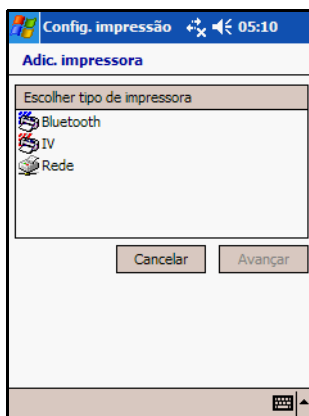 Config. impressão 05:10
Adic. impressora
Escolher tipo de impressora
Bluetooth
IV
Rede
Cancelar Avançar